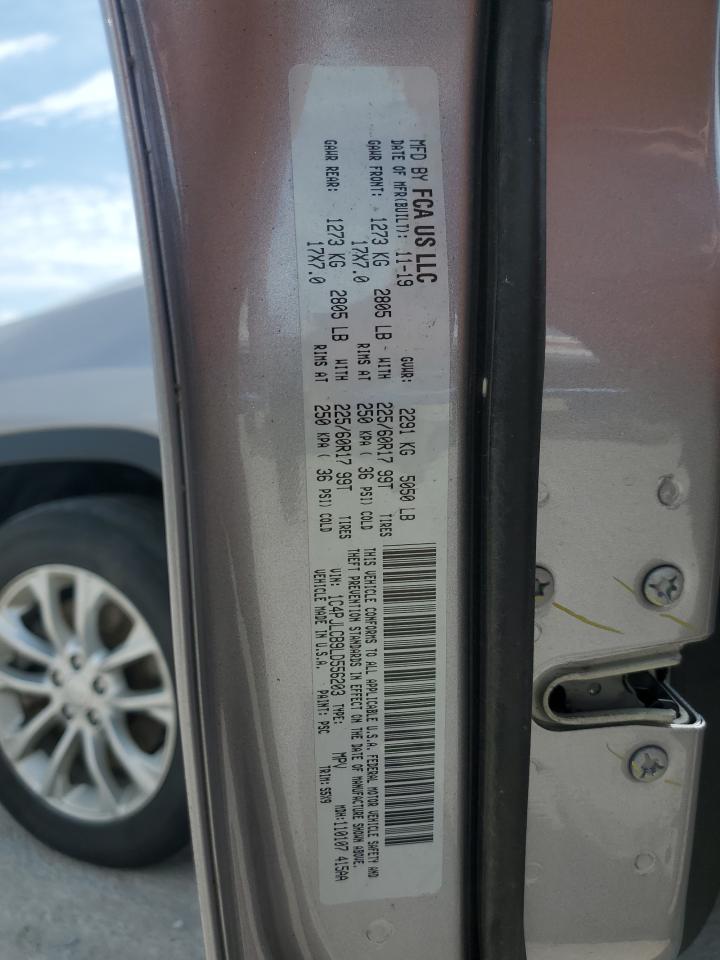 MFD BY FCA US LLC
DATE OF MFR(BUILT): 11-19 GVWR: 2291 KG 5050 LB
GAWR FRONT: 1273 KG 2805 LB - WITH 225/60R17 99T TIRES
17X7.0 RIMS AT 250 KPA ( 36 PSI) COLD
GAWR REAR: 1273 KG 2805 LB WITH 225/60R17 99T TIRES
17X7.0 RIMS AT 250 KPA ( 36 PSI) COLD
THIS VEHICLE CONFORMS TO ALL APPLICABLE U.S.A. FEDERAL MOTOR VEHICLE SAFETY AND
THEFT PREVENTION STANDARDS IN EFFECT ON THE DATE OF MANUFACTURE SHOWN ABOVE.
VIN: 1C4PJLCB9LD556203 TYPE: MPV MDH:110107 415AA
VEHICLE MADE IN U.S.A. PAINT: PSC TRIM: S5X9